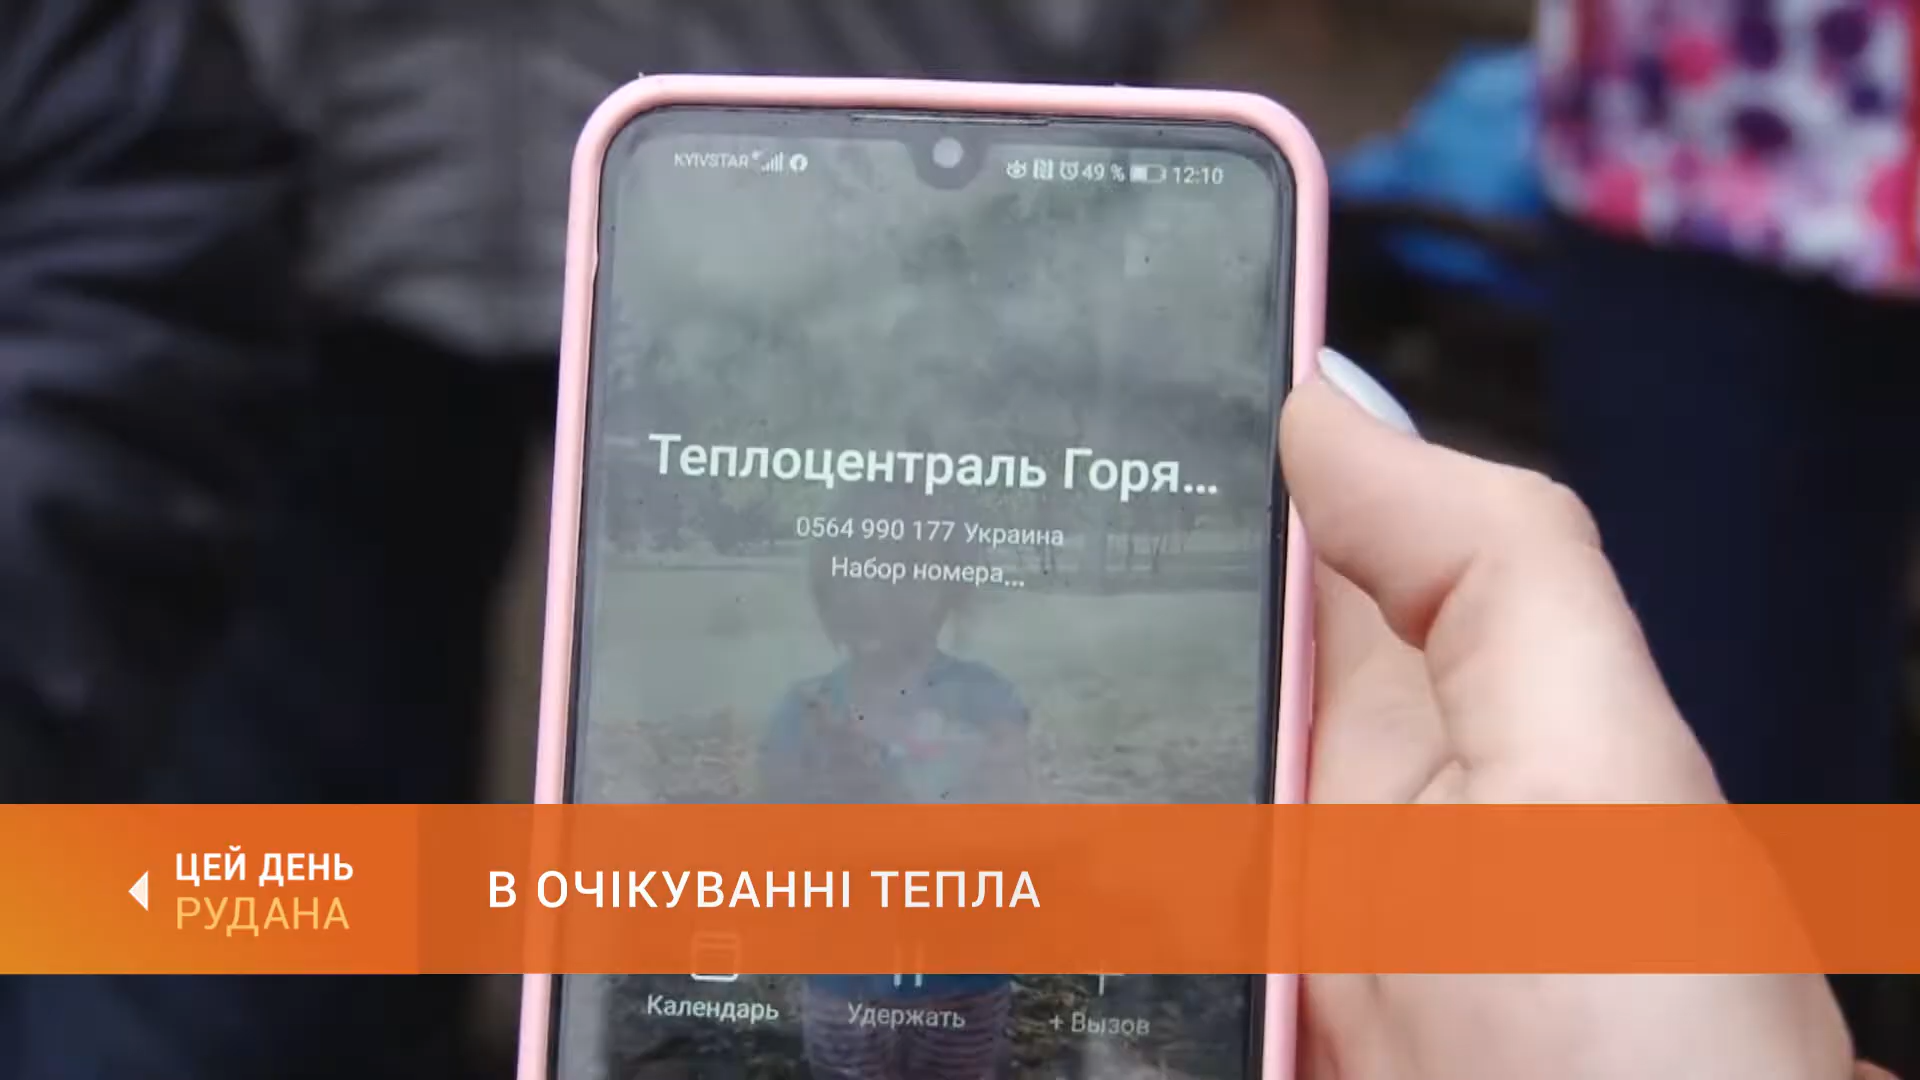 KYIVSTAR 49 % 12:10
Теплоцентраль Горя...
0564 990 177 Украина
Набор номера...
ЦЕЙ ДЕНЬ
РУДАНА
В ОЧІКУВАННІ ТЕПЛА
Календарь Удержать + Вызов